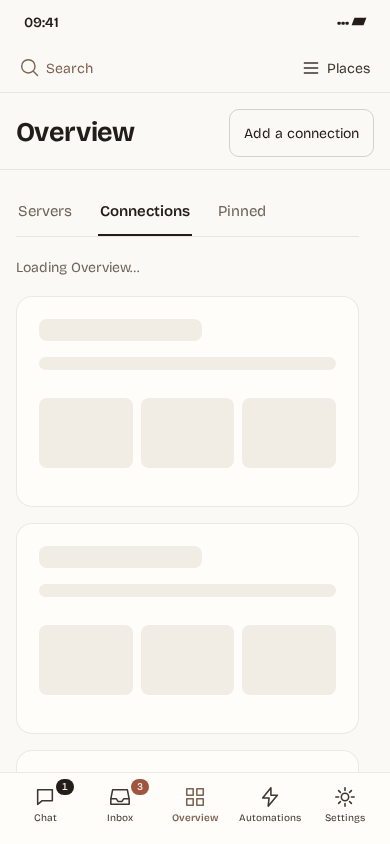 09:41
Search
Places
Overview
Add a connection
Servers
Connections
Pinned
Loading Overview...
1
3
Chat
Inbox
Overview
Automations
Settings